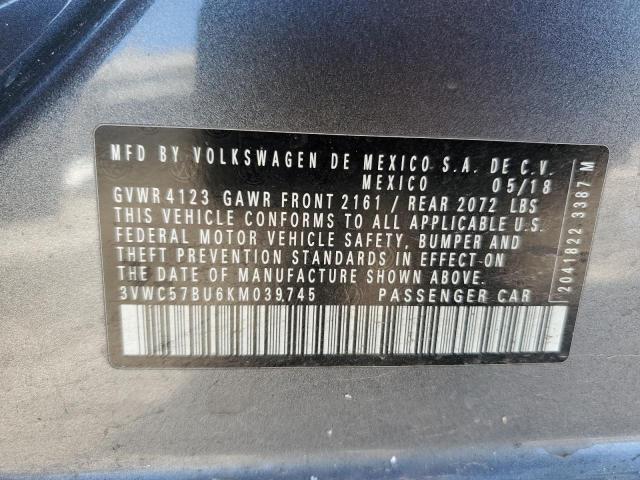 MFD BY VOLKSWAGEN DE MEXICO S.A. DE C.V.
MEXICO 05/18
GVWR 4123 GAWR FRONT 2161 / REAR 2072 LBS
THIS VEHICLE CONFORMS TO ALL APPLICABLE U.S.
FEDERAL MOTOR VEHICLE SAFETY, BUMPER AND
THEFT PREVENTION STANDARDS IN EFFECT ON
THE DATE OF MANUFACTURE SHOWN ABOVE.
3VWC57BU6KM039745 PASSENGER CAR
2041822 3387 M